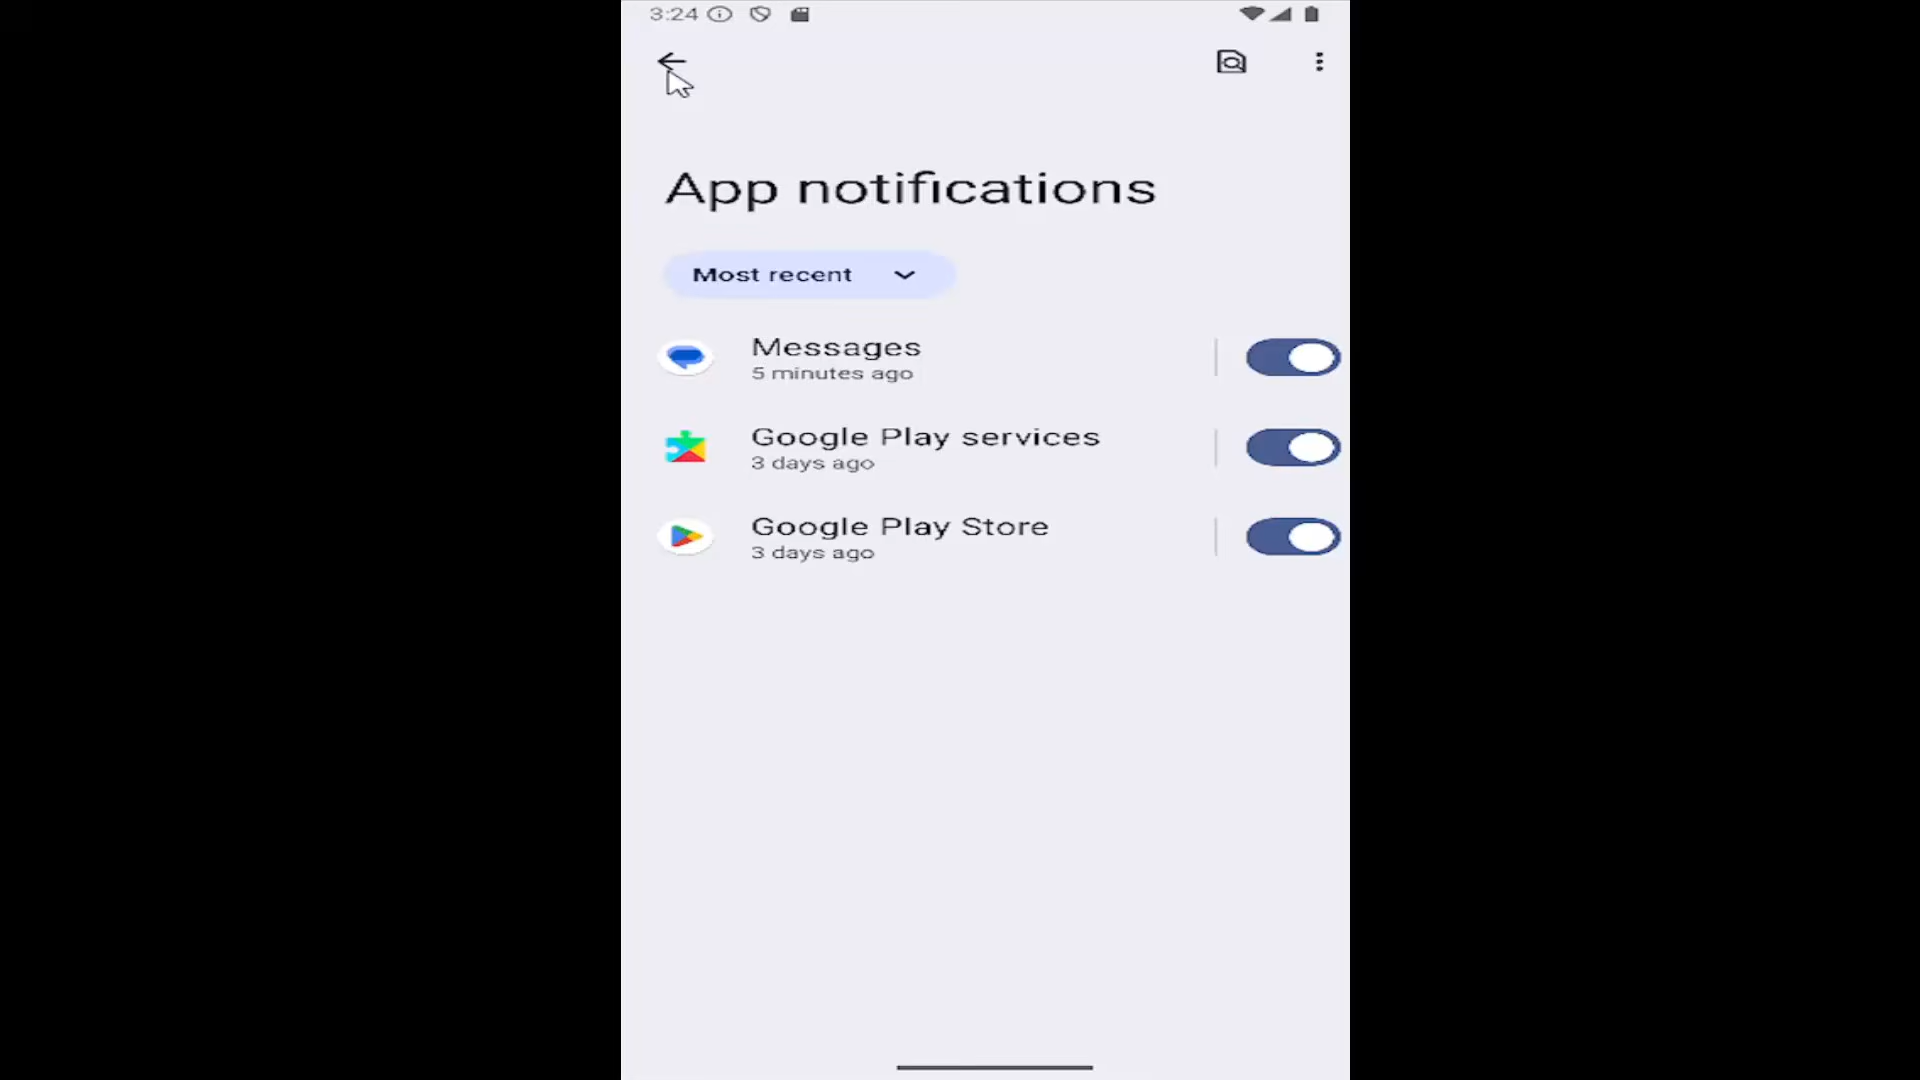 3:24
App notifications
Most recent
Messages
5 minutes ago
Google Play services
3 days ago
Google Play Store
3 days ago